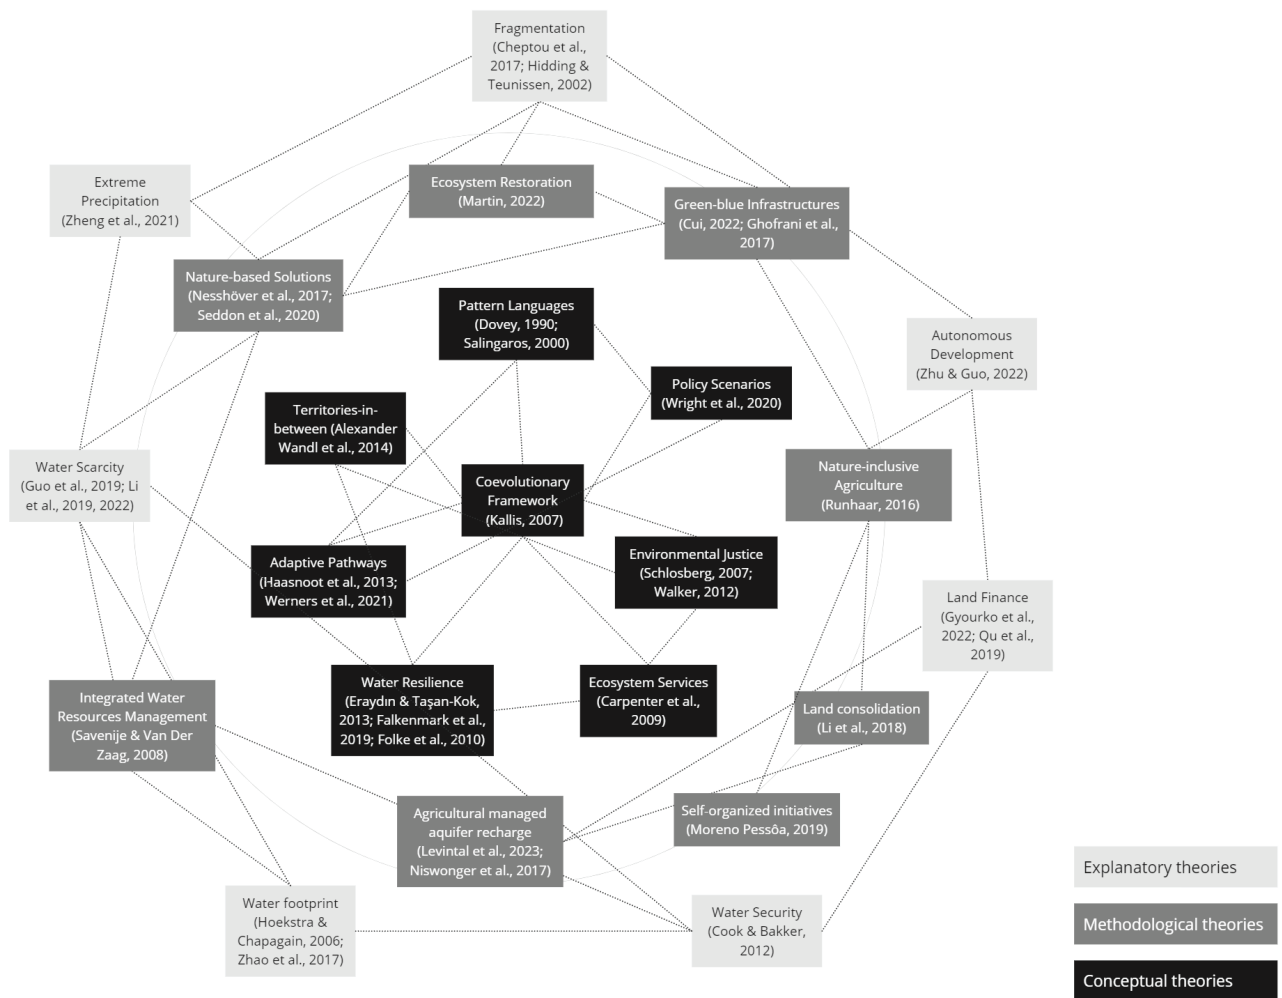 Fragmentation
(Cheptou et al.,
2017; Hidding &
Teunissen, 2002)
Extreme
Precipitation
(Zheng et al., 2021)
Ecosystem Restoration
(Martin, 2022)
Green-blue Infrastructures
(Cui, 2022; Ghofrani et al.,
2017)
Nature-based Solutions
(Nesshöver et al., 2017;
Seddon et al., 2020)
Pattern Languages
(Dovey, 1990;
Salingaros, 2000)
Autonomous
Development
(Zhu & Guo, 2022)
Policy Scenarios
(Wright et al., 2020)
Territories-in-
between (Alexander
Wandl et al., 2014)
Water Scarcity
(Guo et al., 2019; Li
et al., 2019, 2022)
Coevolutionary
Framework
(Kallis, 2007)
Nature-inclusive
Agriculture
(Runhaar, 2016)
Adaptive Pathways
(Haasnoot et al., 2013;
Werners et al., 2021)
Environmental Justice
(Schlosberg, 2007;
Walker, 2012)
Land Finance
(Gyourko et al.,
2022; Qu et al.,
2019)
Integrated Water
Resources Management
(Savenije & Van Der
Zaag, 2008)
Water Resilience
(Eraydın & Taşan-Kok,
2013; Falkenmark et al.,
2019; Folke et al., 2010)
Ecosystem Services
(Carpenter et al.,
2009)
Land consolidation
(Li et al., 2018)
Agricultural managed
aquifer recharge
(Levintal et al., 2023;
Niswonger et al., 2017)
Self-organized initiatives
(Moreno Pessôa, 2019)
Water footprint
(Hoekstra &
Chapagain, 2006;
Zhao et al., 2017)
Water Security
(Cook & Bakker,
2012)
Explanatory theories
Methodological theories
Conceptual theories